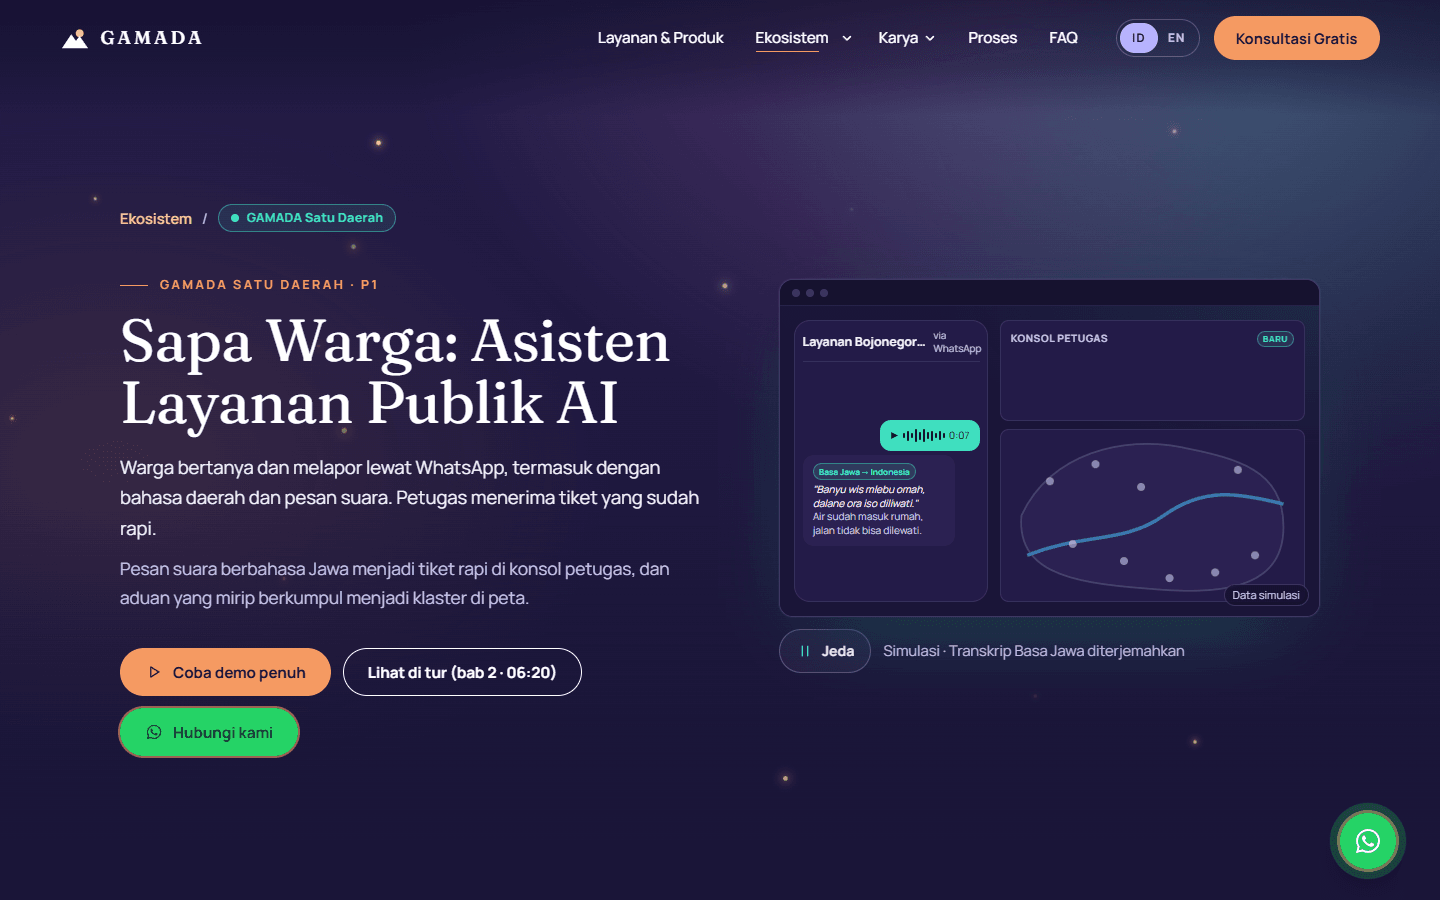 GAMADA
Layanan & Produk
Ekosistem
Karya
Proses
FAQ
ID EN
Konsultasi Gratis
Ekosistem / GAMADA Satu Daerah
GAMADA SATU DAERAH · P1
Sapa Warga: Asisten
Layanan Publik AI
Warga bertanya dan melapor lewat WhatsApp, termasuk dengan
bahasa daerah dan pesan suara. Petugas menerima tiket yang sudah
rapi.
Pesan suara berbahasa Jawa menjadi tiket rapi di konsol petugas, dan
aduan yang mirip berkumpul menjadi klaster di peta.
Coba demo penuh
Lihat di tur (bab 2 · 06:20)
Hubungi kami
Layanan Bojonegor…
via
WhatsApp
0:07
Basa Jawa → Indonesia
"Banyu wis mlebu omah,
dalane ora iso diliwati."
Air sudah masuk rumah,
jalan tidak bisa dilewati.
KONSOL PETUGAS
BARU
Data simulasi
Jeda
Simulasi · Transkrip Basa Jawa diterjemahkan